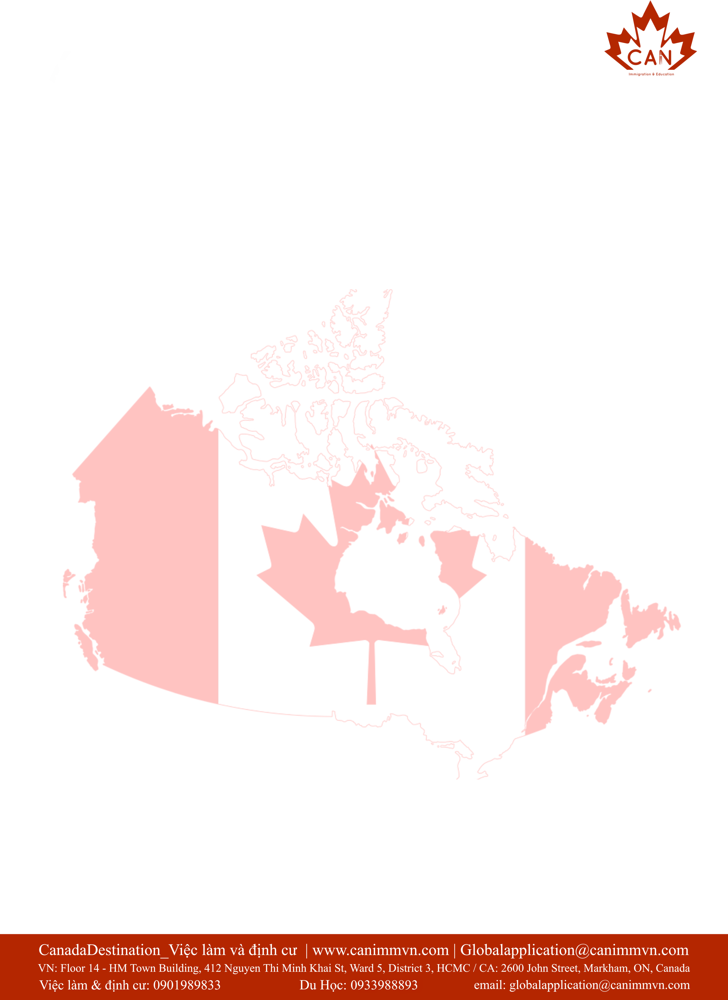 CAN
Immigration & Education
CanadaDestination_Việc làm và định cư | www.canimmvn.com | Globalapplication@canimmvn.com
VN: Floor 14 - HM Town Building, 412 Nguyen Thi Minh Khai St, Ward 5, District 3, HCMC / CA: 2600 John Street, Markham, ON, Canada
Việc làm & định cư: 0901989833 Du Học: 0933988893 email: globalapplication@canimmvn.com